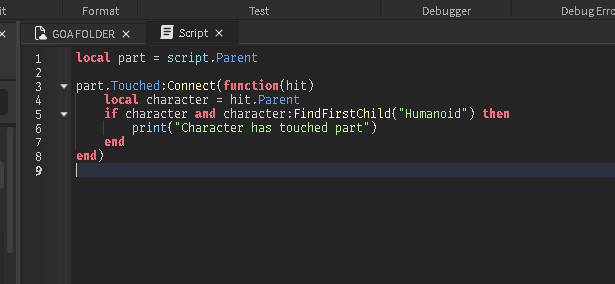 Format Test Debugger Debug Erro
GOA FOLDER Script
1 local part = script.Parent
2
3 part.Touched:Connect(function(hit)
4     local character = hit.Parent
5     if character and character:FindFirstChild("Humanoid") then
6         print("Character has touched part")
7     end
8 end)
9